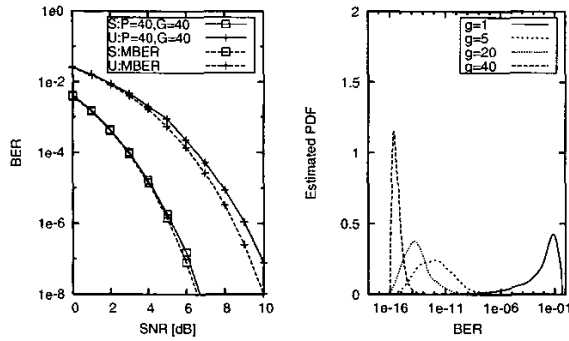 1e-0
1e-2
1e-4
1e-6
1e-8
BER
0
2
4
6
8
10
SNR [dB]
S:P=40,G=40
U:P=40,G=40
S:MBER
U:MBER
2
1.5
1
0.5
0
Estimated PDF
1e-16
1e-11
1e-06
1e-01
BER
g=1
g=5
g=20
g=40